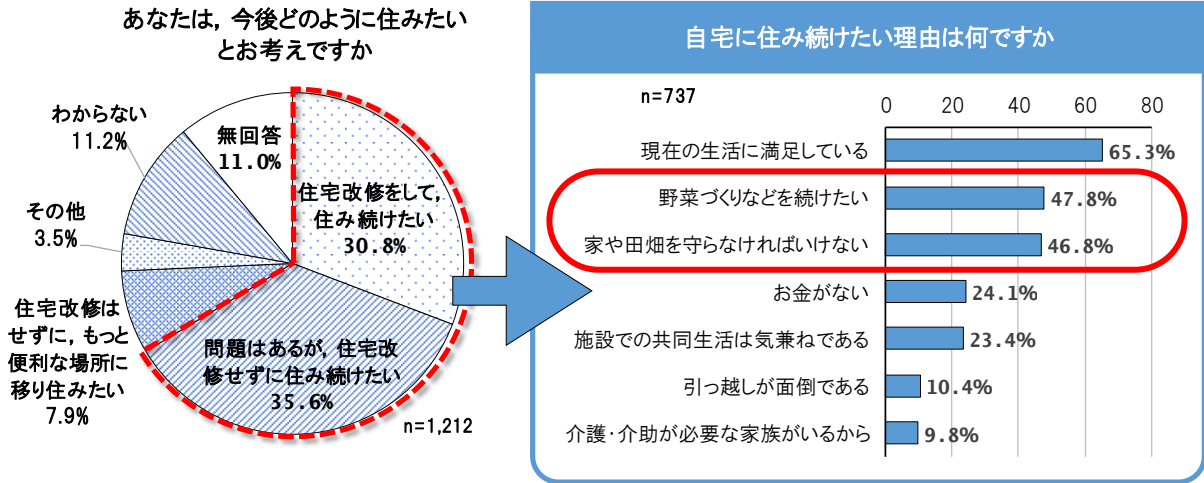 あなたは，今後どのように住みたい
とお考えですか
無回答
11.0%
住宅改修をして，
住み続けたい
30.8%
問題はあるが，住宅改
修せずに住み続けたい
35.6%
住宅改修は
せずに，もっと
便利な場所に
移り住みたい
7.9%
その他
3.5%
わからない
11.2%
n=1,212
自宅に住み続けたい理由は何ですか
n=737
0 20 40 60 80
現在の生活に満足している 65.3%
野菜づくりなどを続けたい 47.8%
家や田畑を守らなければいけない 46.8%
お金がない 24.1%
施設での共同生活は気兼ねである 23.4%
引っ越しが面倒である 10.4%
介護・介助が必要な家族がいるから 9.8%